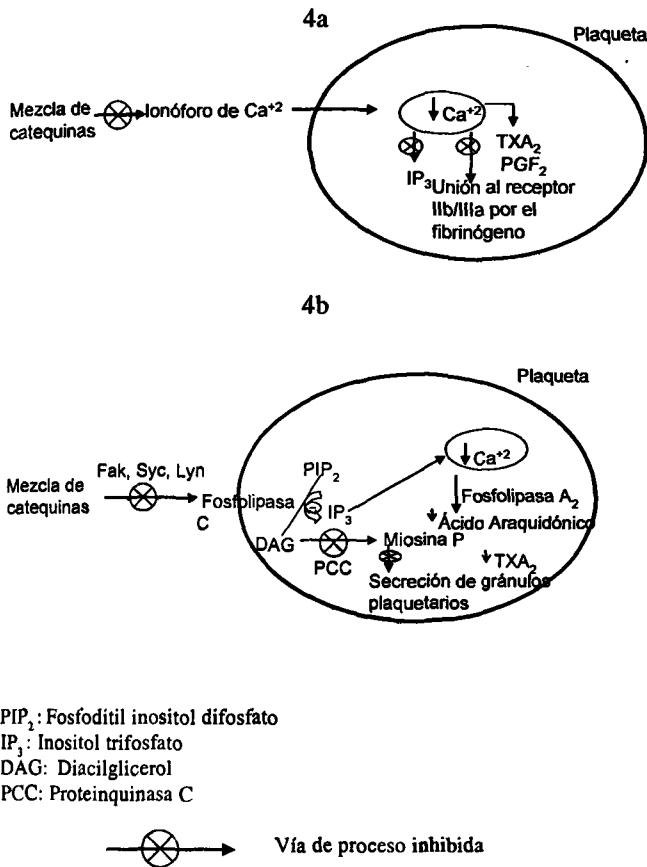 4a
Plaqueta
Mezcla de
catequinas
Ionóforo de Ca+2
Ca+2
TXA2
PGF2
IP3
Unión al receptor
IIb/IIIa por el
fibrinógeno
4b
Plaqueta
Mezcla de
catequinas
Fak, Syc, Lyn
Fosfolipasa
C
PIP2
IP3
DAG
PCC
Ca+2
Fosfolipasa A2
Ácido Araquidónico
Miosina P
TXA2
Secreción de gránulos
plaquetarios
PIP2: Fosfoditil inositol difosfato
IP3: Inositol trifosfato
DAG: Diacilglicerol
PCC: Proteinquinasa C
Vía de proceso inhibida